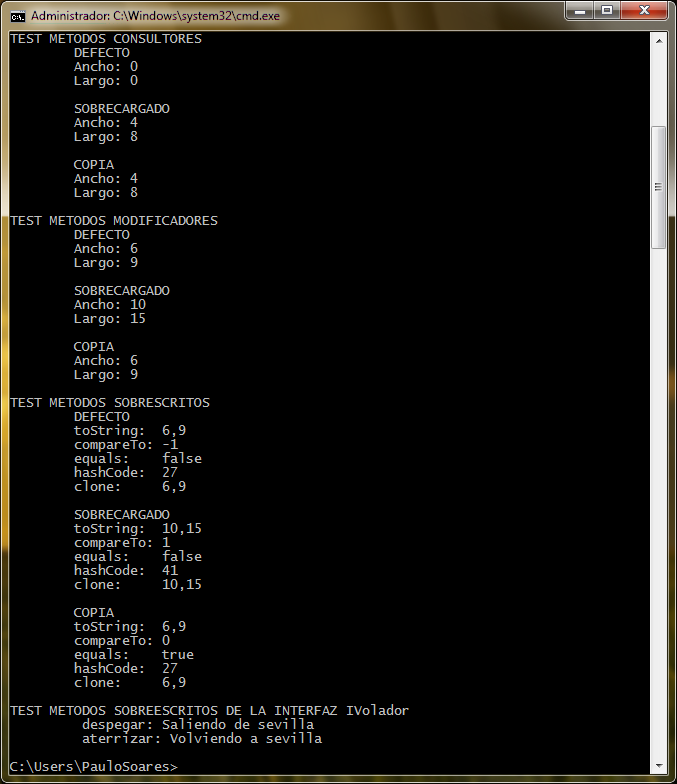 Administrador: C:\Windows\system32\cmd.exe
TEST METODOS CONSULTORES
DEFECTO
Ancho: 0
Largo: 0
SOBRECARGADO
Ancho: 4
Largo: 8
COPIA
Ancho: 4
Largo: 8
TEST METODOS MODIFICADORES
DEFECTO
Ancho: 6
Largo: 9
SOBRECARGADO
Ancho: 10
Largo: 15
COPIA
Ancho: 6
Largo: 9
TEST METODOS SOBRESCRITOS
DEFECTO
toString: 6,9
compareTo: -1
equals: false
hashCode: 27
clone: 6,9
SOBRECARGADO
toString: 10,15
compareTo: 1
equals: false
hashCode: 41
clone: 10,15
COPIA
toString: 6,9
compareTo: 0
equals: true
hashCode: 27
clone: 6,9
TEST METODOS SOBREESCRITOS DE LA INTERFAZ IVolador
despegar: Saliendo de sevilla
aterrizar: Volviendo a sevilla
C:\Users\PauloSoares>